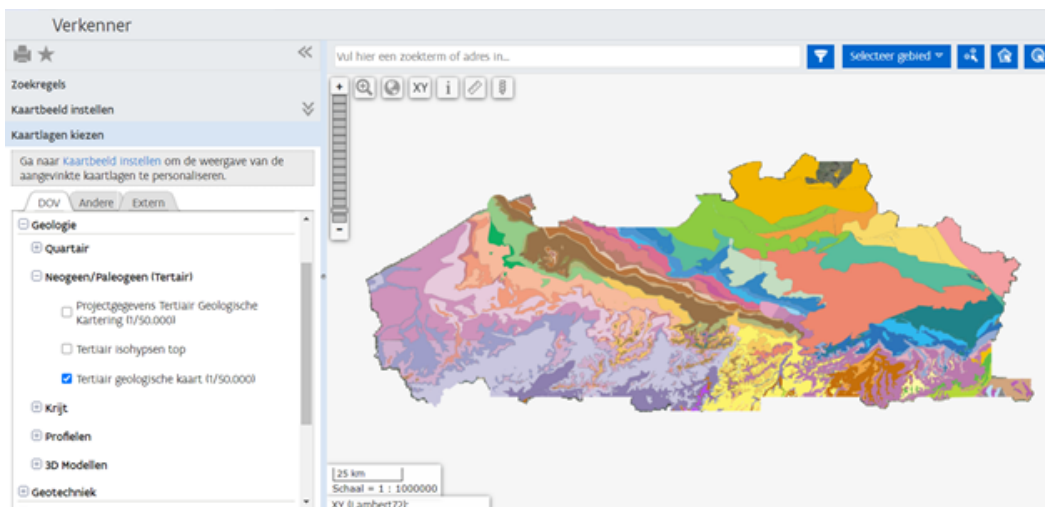 Verkenner
Zoekregels
Kaartbeeld instellen
Kaartlagen kiezen
Ga naar Kaartbeeld instellen om de weergave van de
aangevinkte kaartlagen te personaliseren.
DOV Andere Extern
Geologie
Quartair
Neogeen/Paleogeen (Tertair)
Projectgegevens Tertiair Geologische
Kartering (1/50.000)
Tertiair isohypsen top
Tertiair geologische kaart (1/50.000)
Krijt
Profielen
3D Modellen
Geotechniek
Vul hier een zoekterm of adres in...
Selecteer gebied
+
XY i
-
25 km
Schaal = 1 : 1000000
XY (Lambert72):